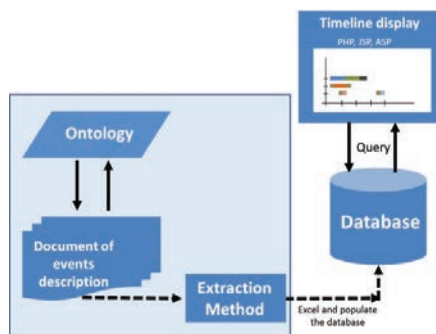 Timeline display
PHP, JSP, ASP
Ontology
Query
Database
Document of
events
description
Extraction
Method
Excel and populate
the database